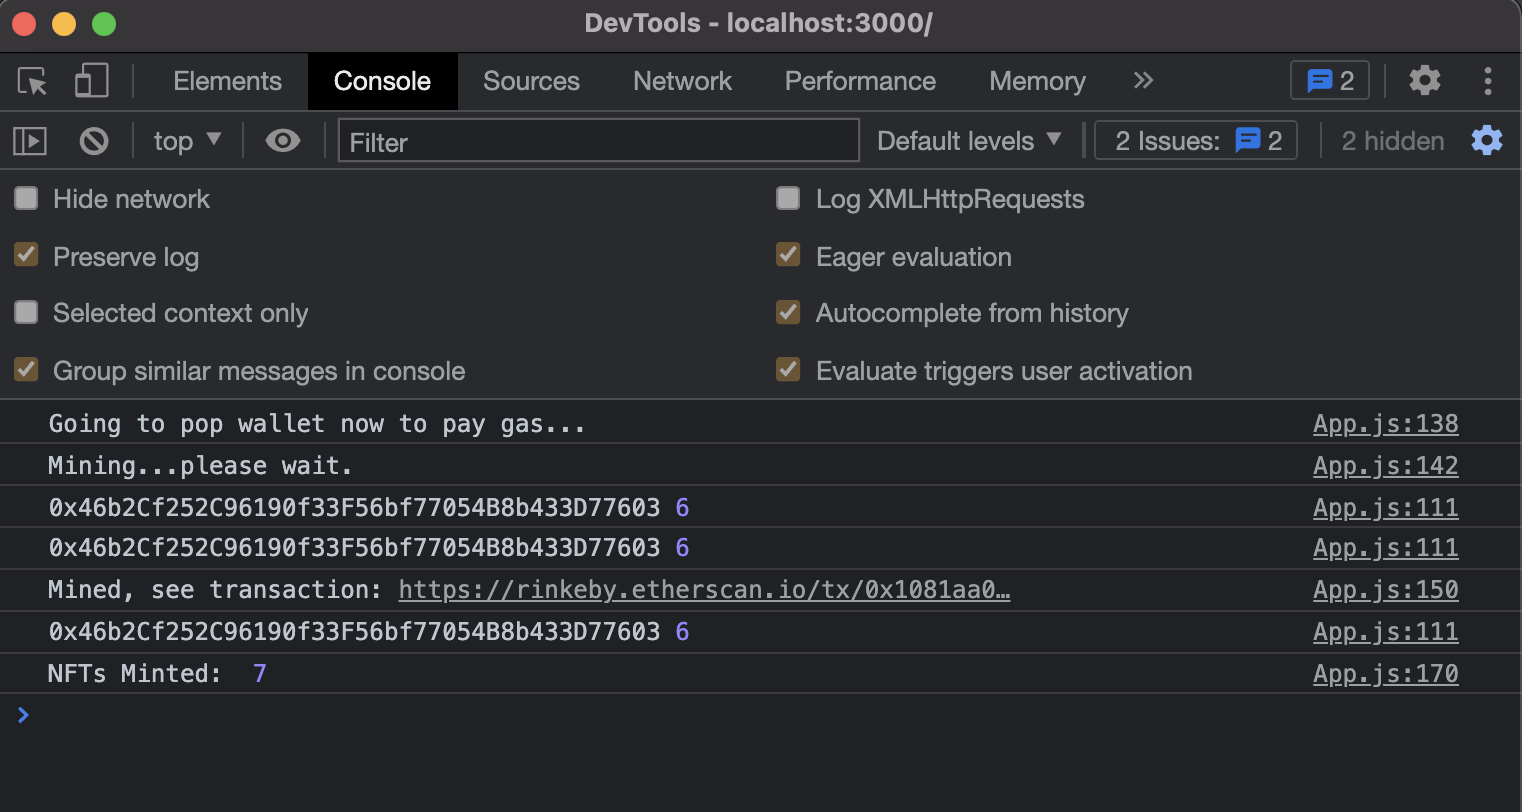 DevTools - localhost:3000/
Elements Console Sources Network Performance Memory » 2
top ▼ Filter Default levels ▼ 2 Issues: 2 2 hidden
Hide network Log XMLHttpRequests
Preserve log Eager evaluation
Selected context only Autocomplete from history
Group similar messages in console Evaluate triggers user activation
Going to pop wallet now to pay gas... App.js:138
Mining...please wait. App.js:142
0x46b2Cf252C96190f33F56bf77054B8b433D77603 6 App.js:111
0x46b2Cf252C96190f33F56bf77054B8b433D77603 6 App.js:111
Mined, see transaction: https://rinkeby.etherscan.io/tx/0x1081aa0… App.js:150
0x46b2Cf252C96190f33F56bf77054B8b433D77603 6 App.js:111
NFTs Minted: 7 App.js:170